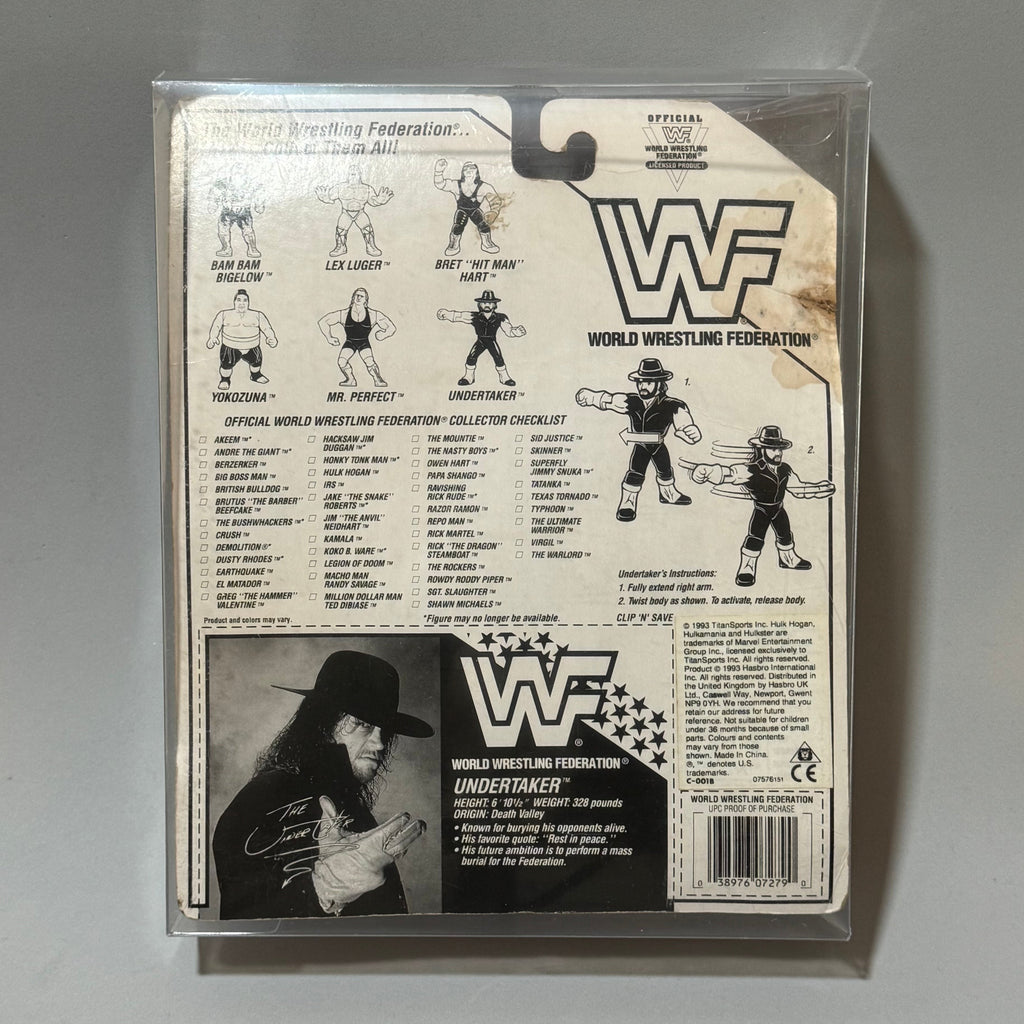 The World Wrestling Federation®...
of Them All!
OFFICIAL
WF
WORLD WRESTLING
FEDERATION®
LICENSED PRODUCT
BAM BAM
BIGELOW™
LEX LUGER™
BRET "HIT MAN"
HART™
YOKOZUNA™
MR. PERFECT™
UNDERTAKER™
WF®
WORLD WRESTLING FEDERATION®
1.
2.
OFFICIAL WORLD WRESTLING FEDERATION® COLLECTOR CHECKLIST
AKEEM™*
ANDRE THE GIANT™*
BERZERKER™
BIG BOSS MAN™
BRITISH BULLDOG™
BRUTUS "THE BARBER"
BEEFCAKE™
THE BUSHWHACKERS™*
CRUSH™
DEMOLITION®*
DUSTY RHODES™*
EARTHQUAKE™
EL MATADOR™
GREG "THE HAMMER"
VALENTINE™
HACKSAW JIM
DUGGAN™*
HONKY TONK MAN™*
HULK HOGAN™
IRS™
JAKE "THE SNAKE"
ROBERTS™*
JIM "THE ANVIL"
NEIDHART™
KAMALA™
KOKO B. WARE™*
LEGION OF DOOM™
MACHO MAN
RANDY SAVAGE™
MILLION DOLLAR MAN
TED DIBIASE™
THE MOUNTIE™
THE NASTY BOYS™
OWEN HART™
PAPA SHANGO™
RAVISHING
RICK RUDE™*
RAZOR RAMON™
REPO MAN™
RICK MARTEL™
RICK "THE DRAGON"
STEAMBOAT™
THE ROCKERS™
ROWDY RODDY PIPER™
SGT. SLAUGHTER™
SHAWN MICHAELS™
SID JUSTICE™
SKINNER™
SUPERFLY
JIMMY SNUKA™*
TATANKA™
TEXAS TORNADO™
TYPHOON™
THE ULTIMATE
WARRIOR™
VIRGIL™
THE WARLORD™
Product and colors may vary.
*Figure may no longer be available.
Undertaker's Instructions:
1. Fully extend right arm.
2. Twist body as shown. To activate, release body.
CLIP 'N' SAVE
THE
UNDERTAKER
WF®
WORLD WRESTLING FEDERATION®
UNDERTAKER™
HEIGHT: 6' 10½" WEIGHT: 328 pounds
ORIGIN: Death Valley
• Known for burying his opponents alive.
• His favorite quote: "Rest in peace."
• His future ambition is to perform a mass
burial for the Federation.
© 1993 TitanSports Inc. Hulk Hogan,
Hulkamania and Hulkster are
trademarks of Marvel Entertainment
Group Inc., licensed exclusively to
TitanSports Inc. All rights reserved.
Product © 1993 Hasbro International
Inc. All rights reserved. Distributed in
the United Kingdom by Hasbro UK
Ltd., Caswell Way, Newport, Gwent
NP9 0YH. We recommend that you
retain our address for future
reference. Not suitable for children
under 36 months because of small
parts. Colours and contents
may vary from those
shown. Made In China.
®, ™ denotes U.S.
trademarks.
C-001B
07576151
CE
WORLD WRESTLING FEDERATION
UPC PROOF OF PURCHASE
0 38976 07279 0